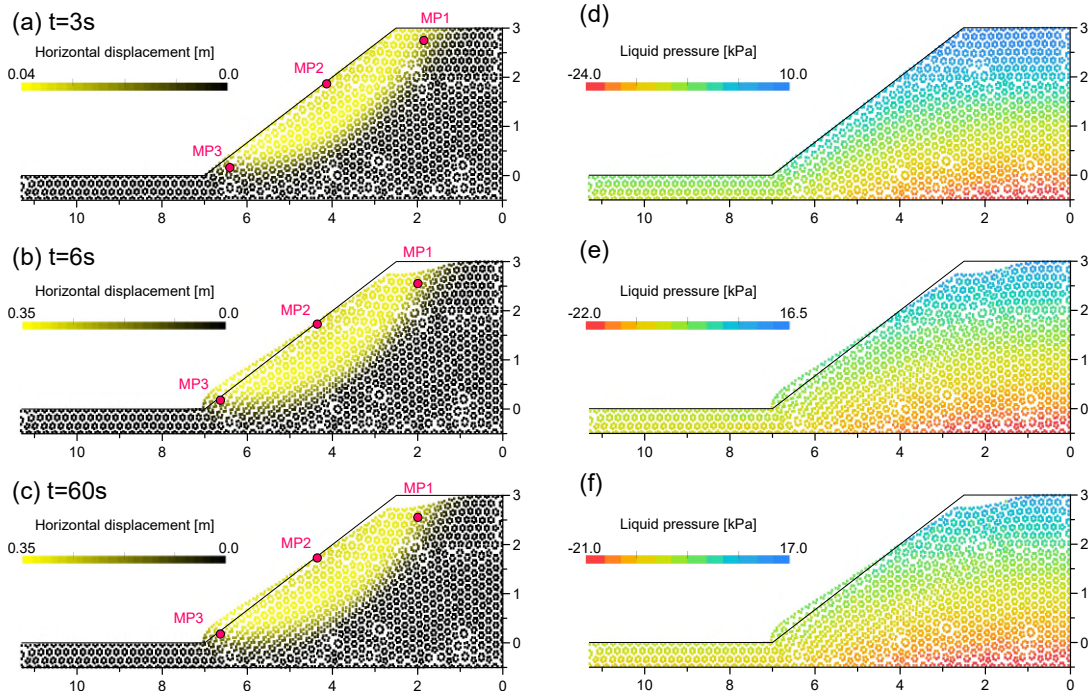 (a) t=3s
MP1
Horizontal displacement [m]
0.04 0.0
MP2
MP3
3
2
1
0
10 8 6 4 2 0
(d)
Liquid pressure [kPa]
-24.0 10.0
3
2
1
0
10 8 6 4 2 0
(b) t=6s
MP1
Horizontal displacement [m]
0.35 0.0
MP2
MP3
3
2
1
0
10 8 6 4 2 0
(e)
Liquid pressure [kPa]
-22.0 16.5
3
2
1
0
10 8 6 4 2 0
(c) t=60s
MP1
Horizontal displacement [m]
0.35 0.0
MP2
MP3
3
2
1
0
10 8 6 4 2 0
(f)
Liquid pressure [kPa]
-21.0 17.0
3
2
1
0
10 8 6 4 2 0